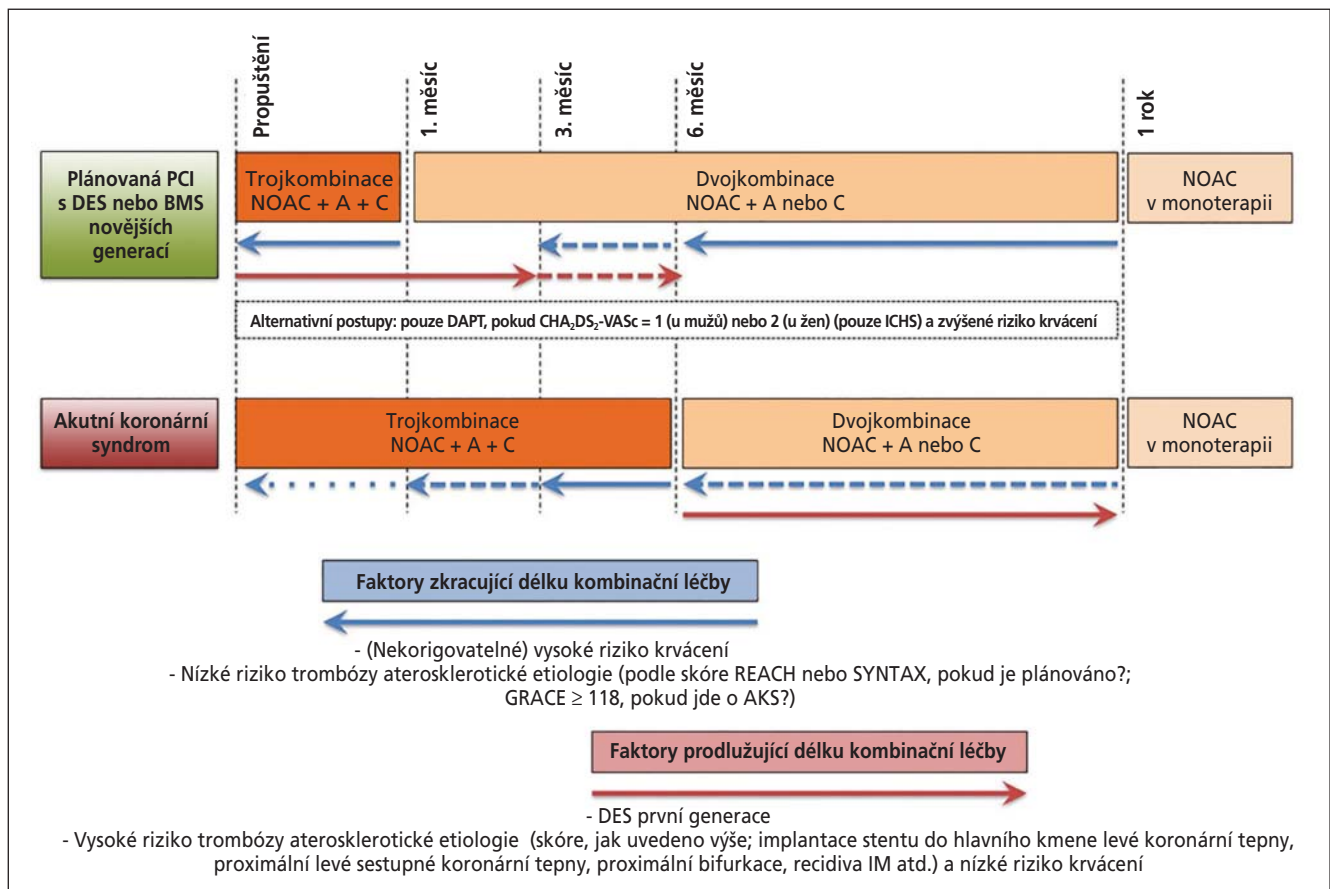 Propuštění
1. měsíc
3. měsíc
6. měsíc
1 rok
Plánovaná PCI
s DES nebo BMS
novějších
generací
Trojkombinace
NOAC + A + C
Dvojkombinace
NOAC + A nebo C
NOAC
v monoterapii
Alternativní postupy: pouze DAPT, pokud CHA₂DS₂-VASc = 1 (u mužů) nebo 2 (u žen) (pouze ICHS) a zvýšené riziko krvácení
Akutní koronární
syndrom
Trojkombinace
NOAC + A + C
Dvojkombinace
NOAC + A nebo C
NOAC
v monoterapii
Faktory zkracující délku kombinační léčby
- (Nekorigovatelné) vysoké riziko krvácení
- Nízké riziko trombózy aterosklerotické etiologie (podle skóre REACH nebo SYNTAX, pokud je plánováno?;
GRACE ≥ 118, pokud jde o AKS?)
Faktory prodlužující délku kombinační léčby
- DES první generace
- Vysoké riziko trombózy aterosklerotické etiologie (skóre, jak uvedeno výše; implantace stentu do hlavního kmene levé koronární tepny,
proximální levé sestupné koronární tepny, proximální bifurkace, recidiva IM atd.) a nízké riziko krvácení